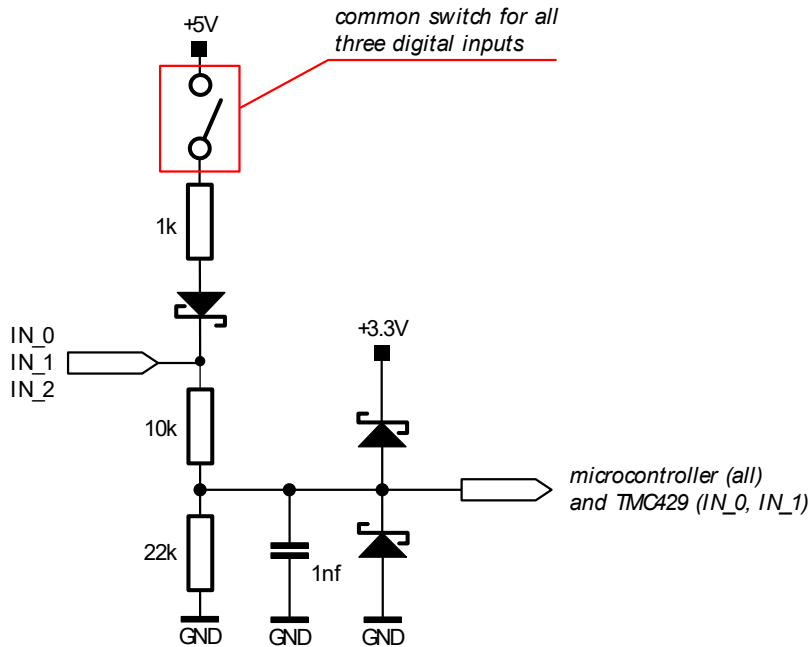 common switch for all
three digital inputs
+5V
1k
IN_0
IN_1
IN_2
+3.3V
10k
microcontroller (all)
and TMC429 (IN_0, IN_1)
22k
1nf
GND
GND
GND